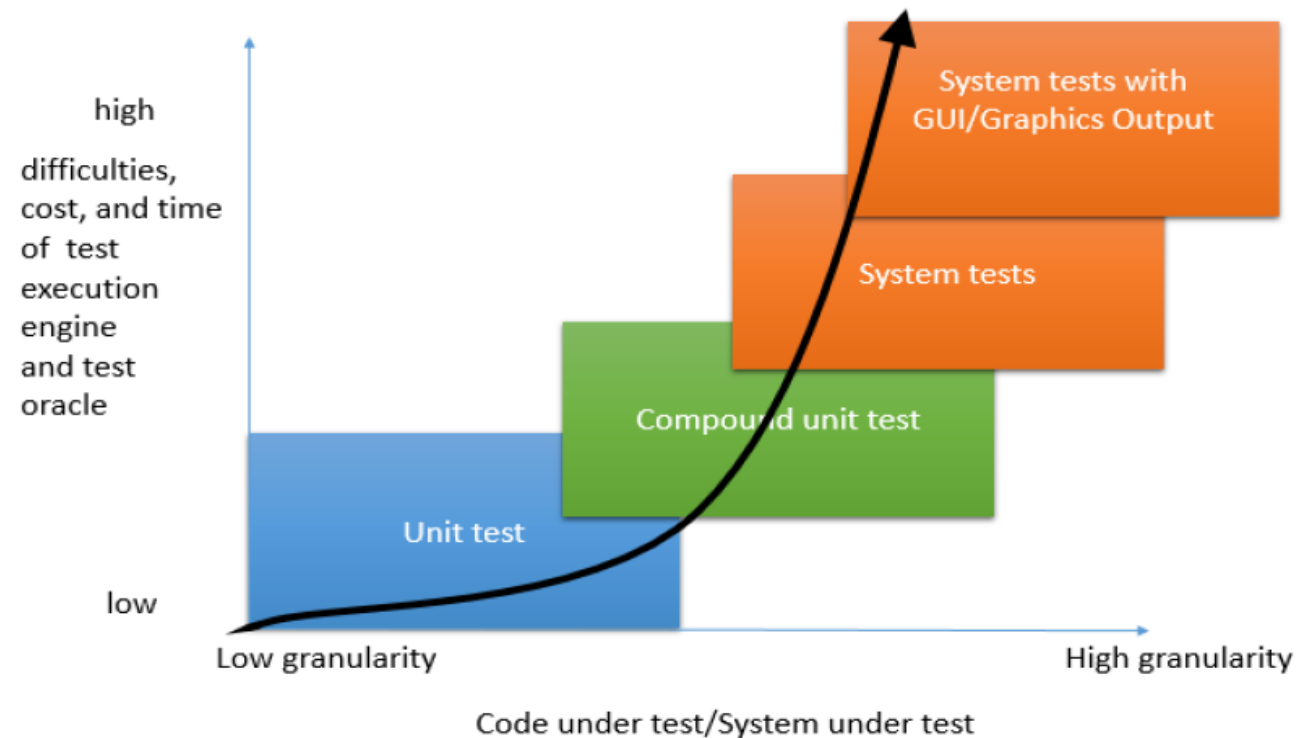 high
difficulties,
cost, and time
of test
execution
engine
and test
oracle
low
System tests with
GUI/Graphics Output
System tests
Compound unit test
Unit test
Low granularity
High granularity
Code under test/System under test